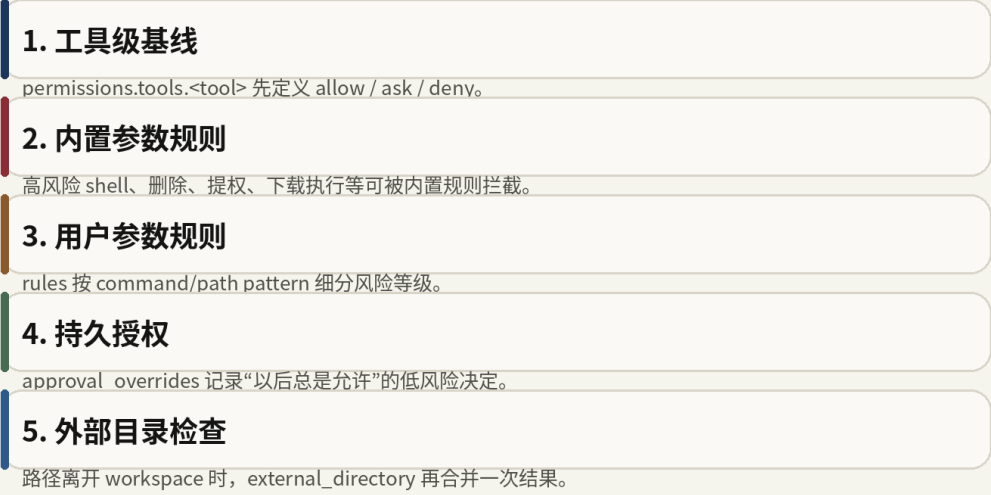 1. 工具级基线
permissions.tools.<tool> 先定义 allow / ask / deny。
2. 内置参数规则
高风险 shell、删除、提权、下载执行等可被内置规则拦截。
3. 用户参数规则
rules 按 command/path pattern 细分风险等级。
4. 持久授权
approval_overrides 记录“以后总是允许”的低风险决定。
5. 外部目录检查
路径离开 workspace 时，external_directory 再合并一次结果。